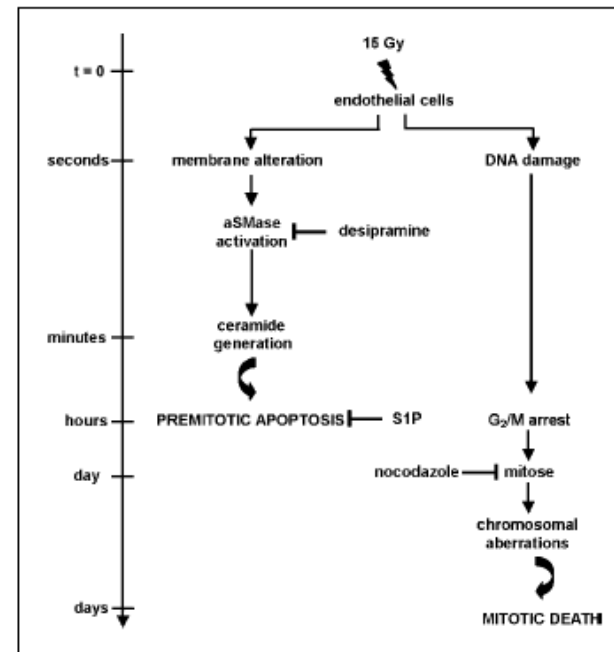 15 Gy
t = 0
endothelial cells
seconds
membrane alteration
DNA damage
aSMase
activation
desipramine
ceramide
generation
minutes
hours
PREMITOTIC APOPTOSIS
S1P
G₂/M arrest
day
nocodazole
mitose
chromosomal
aberrations
days
MITOTIC DEATH